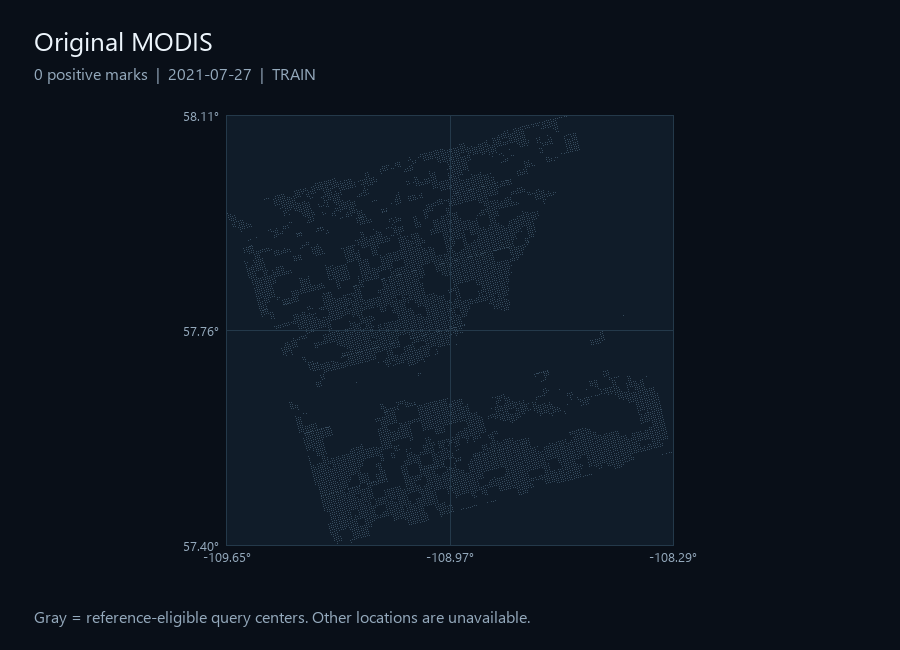 Original MODIS
0 positive marks | 2021-07-27 | TRAIN
58.11°
57.76°
57.40°
-109.65°
-108.97°
-108.29°
Gray = reference-eligible query centers. Other locations are unavailable.